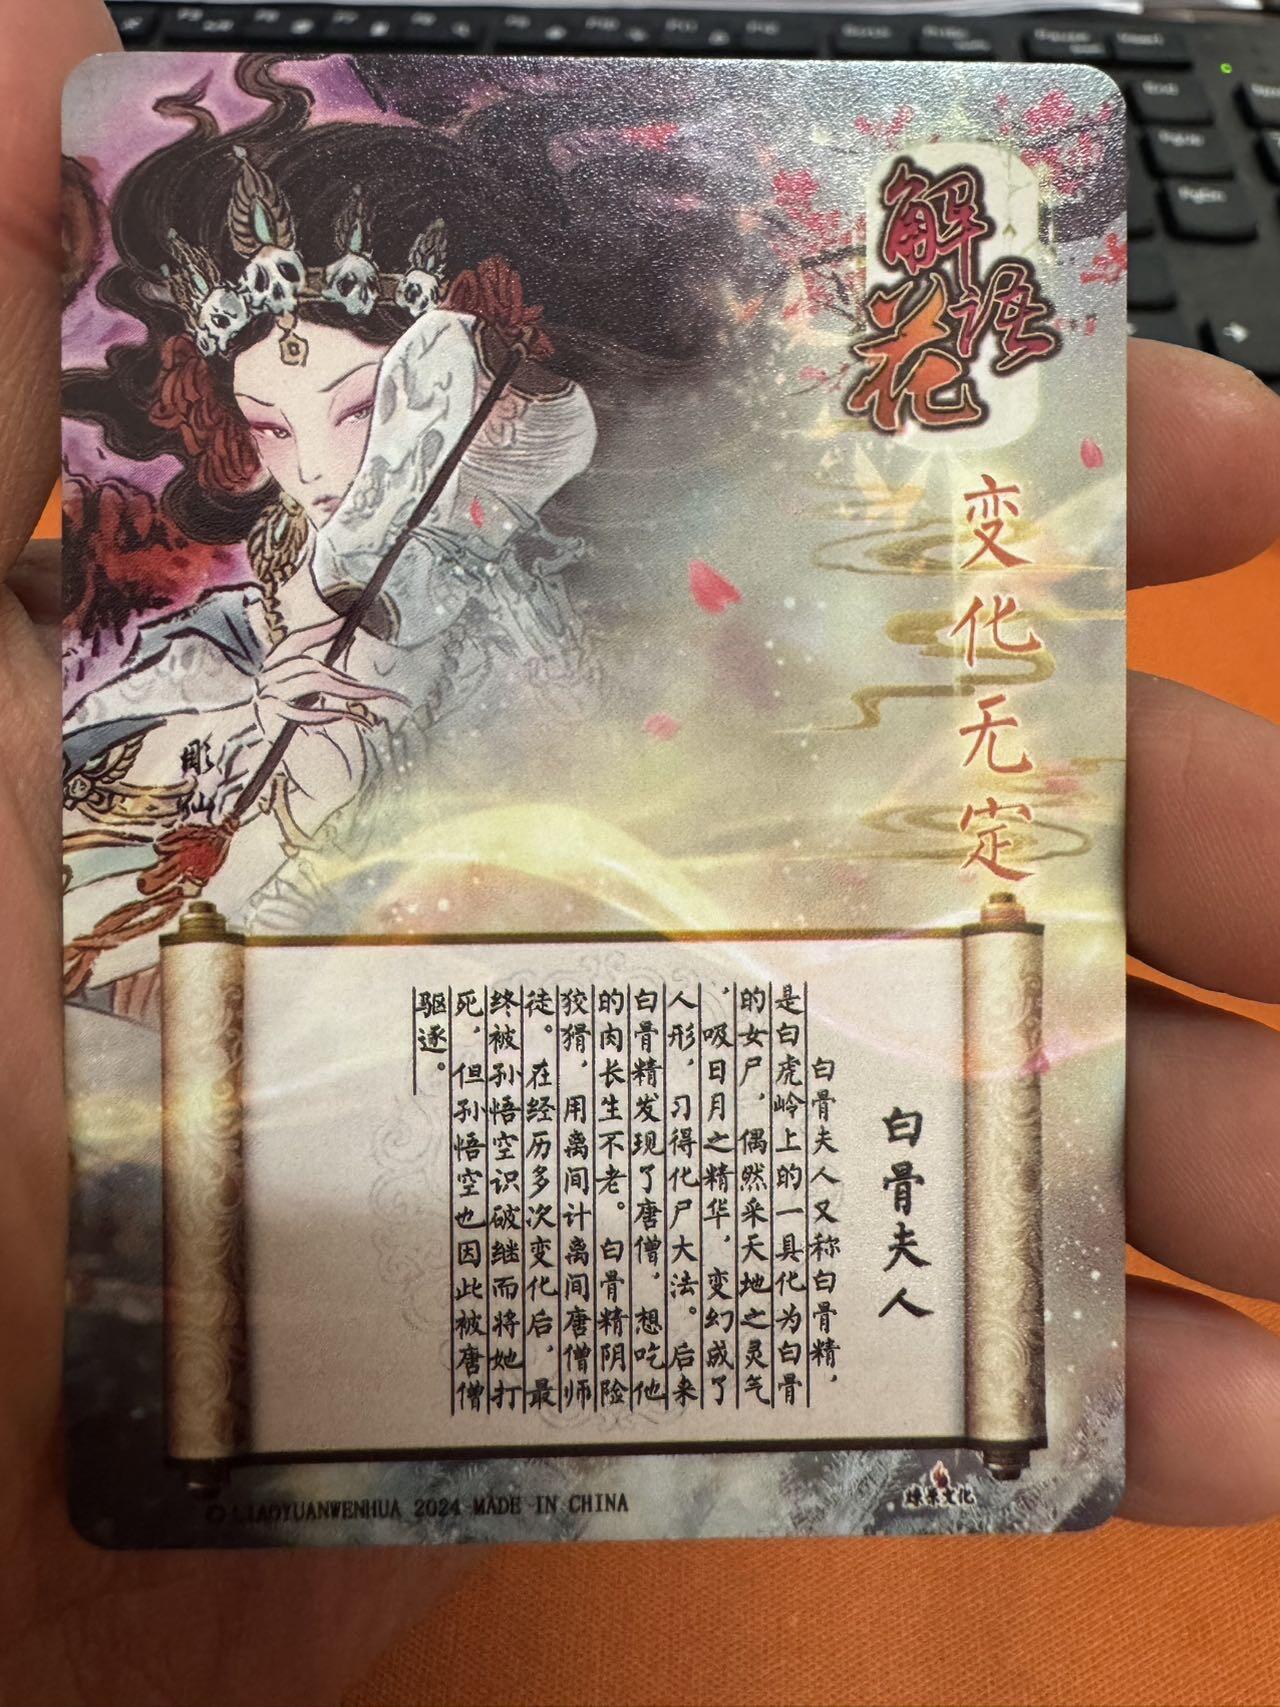 解语花
变化无定
白骨夫人
白骨夫人又称白骨精，
是白虎岭上的一具化为白骨
的女尸，偶然采天地之灵气
，吸日月之精华，变幻成了
人形，习得化尸大法。后来
白骨精发现了唐僧，想吃他
的肉长生不老。白骨精阴险
狡猾，用离间计离间唐僧师
徒。在经历多次变化后，最
终被孙悟空识破继而将她打
死，但孙悟空也因此被唐僧
驱逐。
彫仙
© LIAOYUANWENHUA 2024 MADE IN CHINA
燎原文化
End